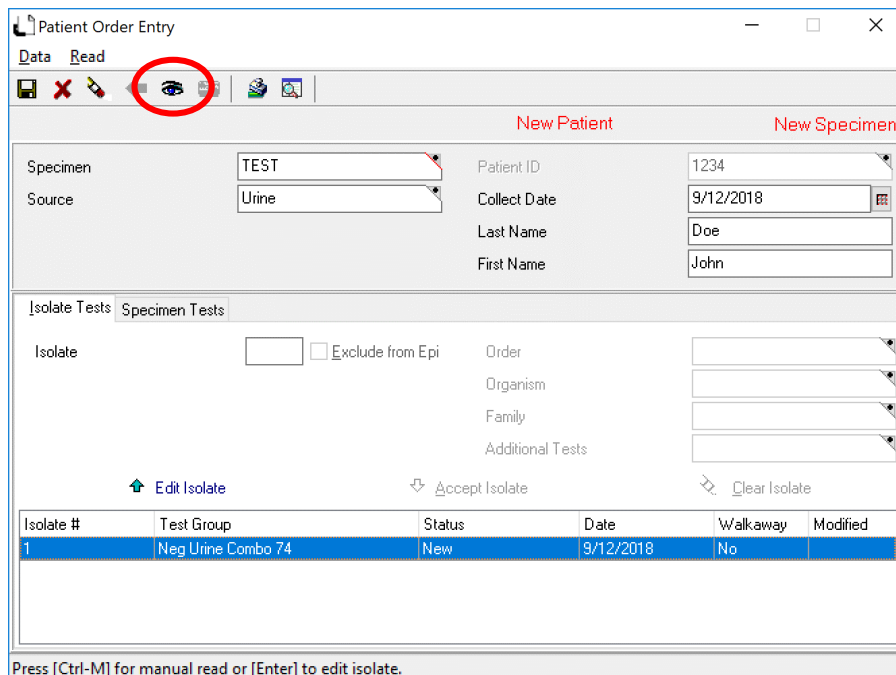 Patient Order Entry
Data Read
New Patient New Specimen
Specimen TEST Patient ID 1234
Source Urine Collect Date 9/12/2018
Last Name Doe
First Name John
Isolate Tests Specimen Tests
Isolate Exclude from Epi Order
Organism
Family
Additional Tests
Edit Isolate Accept Isolate Clear Isolate
Isolate # Test Group Status Date Walkaway Modified
1 Neg Urine Combo 74 New 9/12/2018 No
Press [Ctrl-M] for manual read or [Enter] to edit isolate.